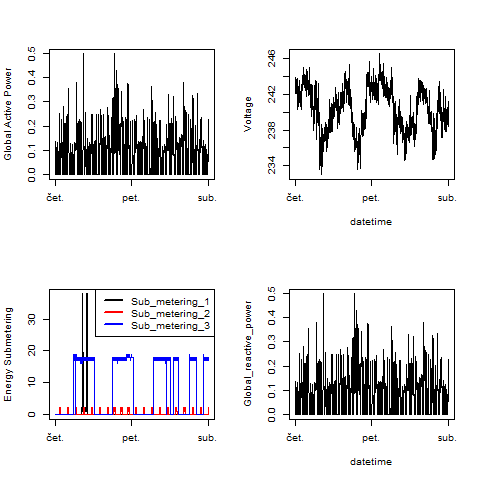 Global Active Power
0.0 0.1 0.2 0.3 0.4 0.5
čet. pet. sub.
Voltage
234 238 242 246
čet. pet. sub.
datetime
Energy Submetering
0 10 20 30
Sub_metering_1
Sub_metering_2
Sub_metering_3
čet. pet. sub.
Global_reactive_power
0.0 0.1 0.2 0.3 0.4 0.5
čet. pet. sub.
datetime